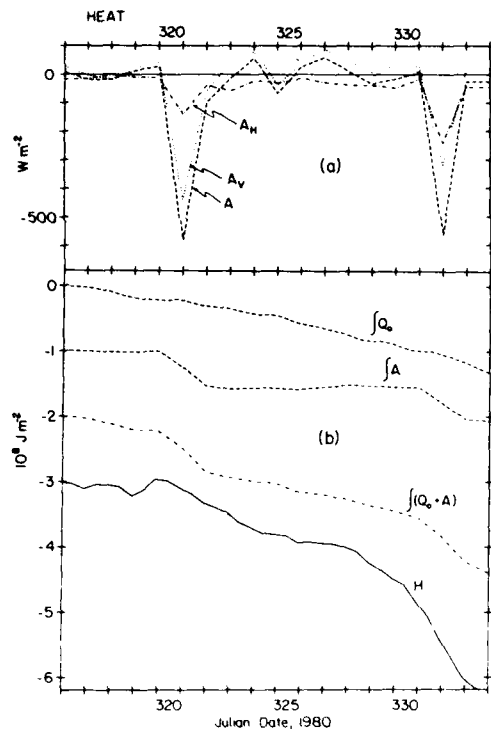 HEAT
320 325 330
0
-500
W m⁻²
A_H
A_V
A
(a)
0
-1
-2
-3
-4
-5
-6
10⁸ J m⁻²
∫Q₀
∫A
(b)
∫(Q₀ + A)
H
320 325 330
Julian Date, 1980